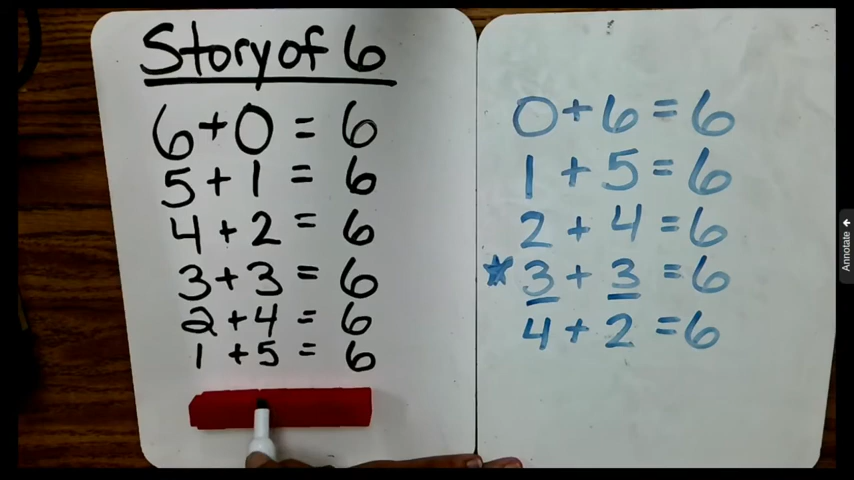 Story of 6
6+0 = 6
5+1 = 6
4+2 = 6
3+3 = 6
2+4 = 6
1+5 = 6
0+6=6
1+5=6
2+4=6
*3+3=6
4+2=6
Annotate